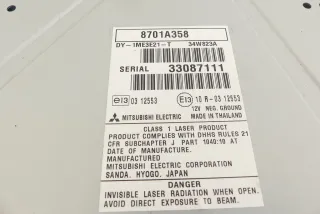 8701A358
DY-1ME3E21-T 34W823A
SERIAL 33087111
e13 03 12553 E13 10 R-03 12553
12V NEG. GROUND
MITSUBISHI ELECTRIC MADE IN THAILAND
CLASS 1 LASER PRODUCT
PRODUCT COMPLIES WITH DHHS RULES 21
CFR SUBCHAPTER J PART 1040:10 AT
DATE OF MANUFACTURE.
MANUFACTURED
MITSUBISHI ELECTRIC CORPORATION
SANDA, HYOGO, JAPAN
DANGER
INVISIBLE LASER RADIATION WHEN OPEN.
AVOID DIRECT EXPOSURE TO BEAM.